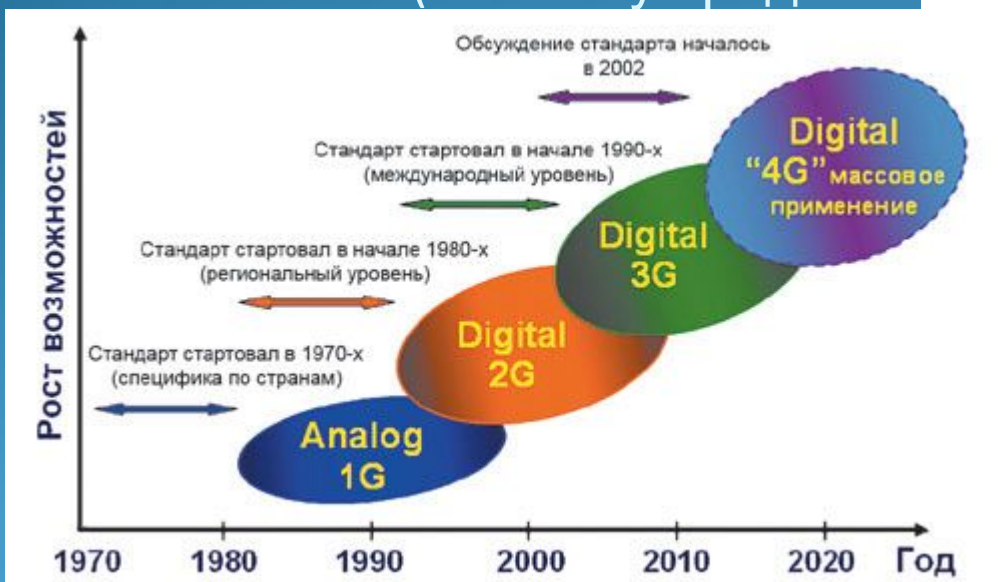 Обсуждение стандарта началось
в 2002
Стандарт стартовал в начале 1990-х
(международный уровень)
Стандарт стартовал в начале 1980-х
(региональный уровень)
Стандарт стартовал в 1970-х
(специфика по странам)
Рост возможностей
Digital
“4G” массовое
применение
Digital
3G
Digital
2G
Analog
1G
1970 1980 1990 2000 2010 2020 Год